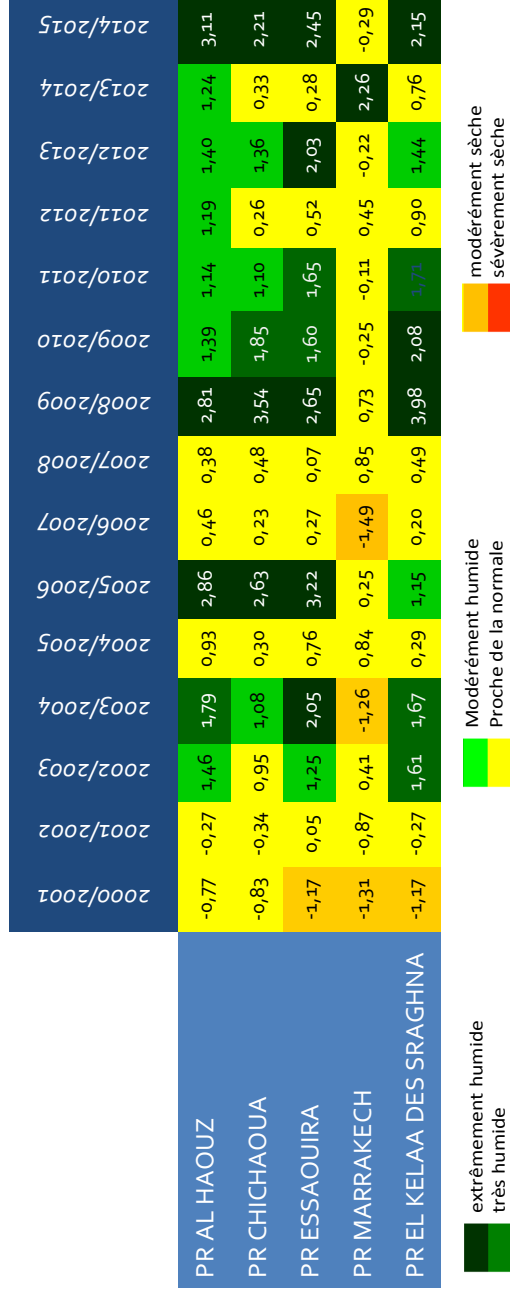 2000/2001 2001/2002 2002/2003 2003/2004 2004/2005 2005/2006 2006/2007 2007/2008 2008/2009 2009/2010 2010/2011 2011/2012 2012/2013 2013/2014 2014/2015
PR AL HAOUZ -0,77 -0,27 1,46 1,79 0,93 2,86 0,46 0,38 2,81 1,39 1,14 1,19 1,40 1,24 3,11
PR CHICHAOUA -0,83 -0,34 0,95 1,08 0,30 2,63 0,23 0,48 3,54 1,85 1,10 0,26 1,36 0,33 2,21
PR ESSAOUIRA -1,17 0,05 1,25 2,05 0,76 3,22 0,27 0,07 2,65 1,60 1,65 0,52 2,03 0,28 2,45
PR MARRAKECH -1,31 -0,87 0,41 -1,26 0,84 0,25 -1,49 0,85 0,73 -0,25 -0,11 0,45 -0,22 2,26 -0,29
PR EL KELAA DES SRAGHNA -1,17 -0,27 1,61 1,67 0,29 1,15 0,20 0,49 3,98 2,08 1,71 0,90 1,44 0,76 2,15
extrêmement humide Modérément humide modérément sèche
très humide Proche de la normale sévèrement sèche